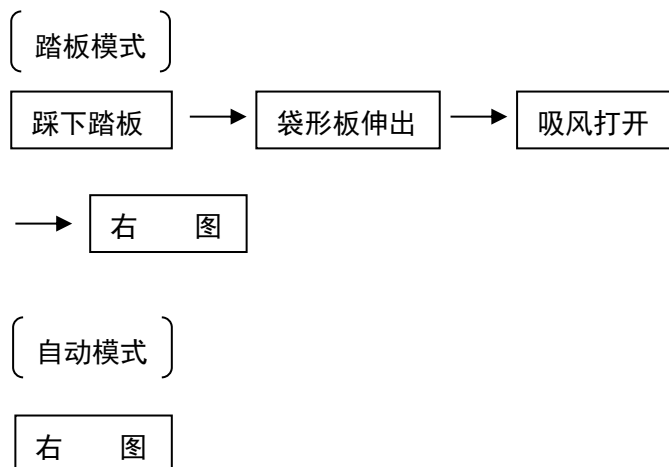 踏板模式
踩下踏板 袋形板伸出 吸风打开
右 图
自动模式
右 图